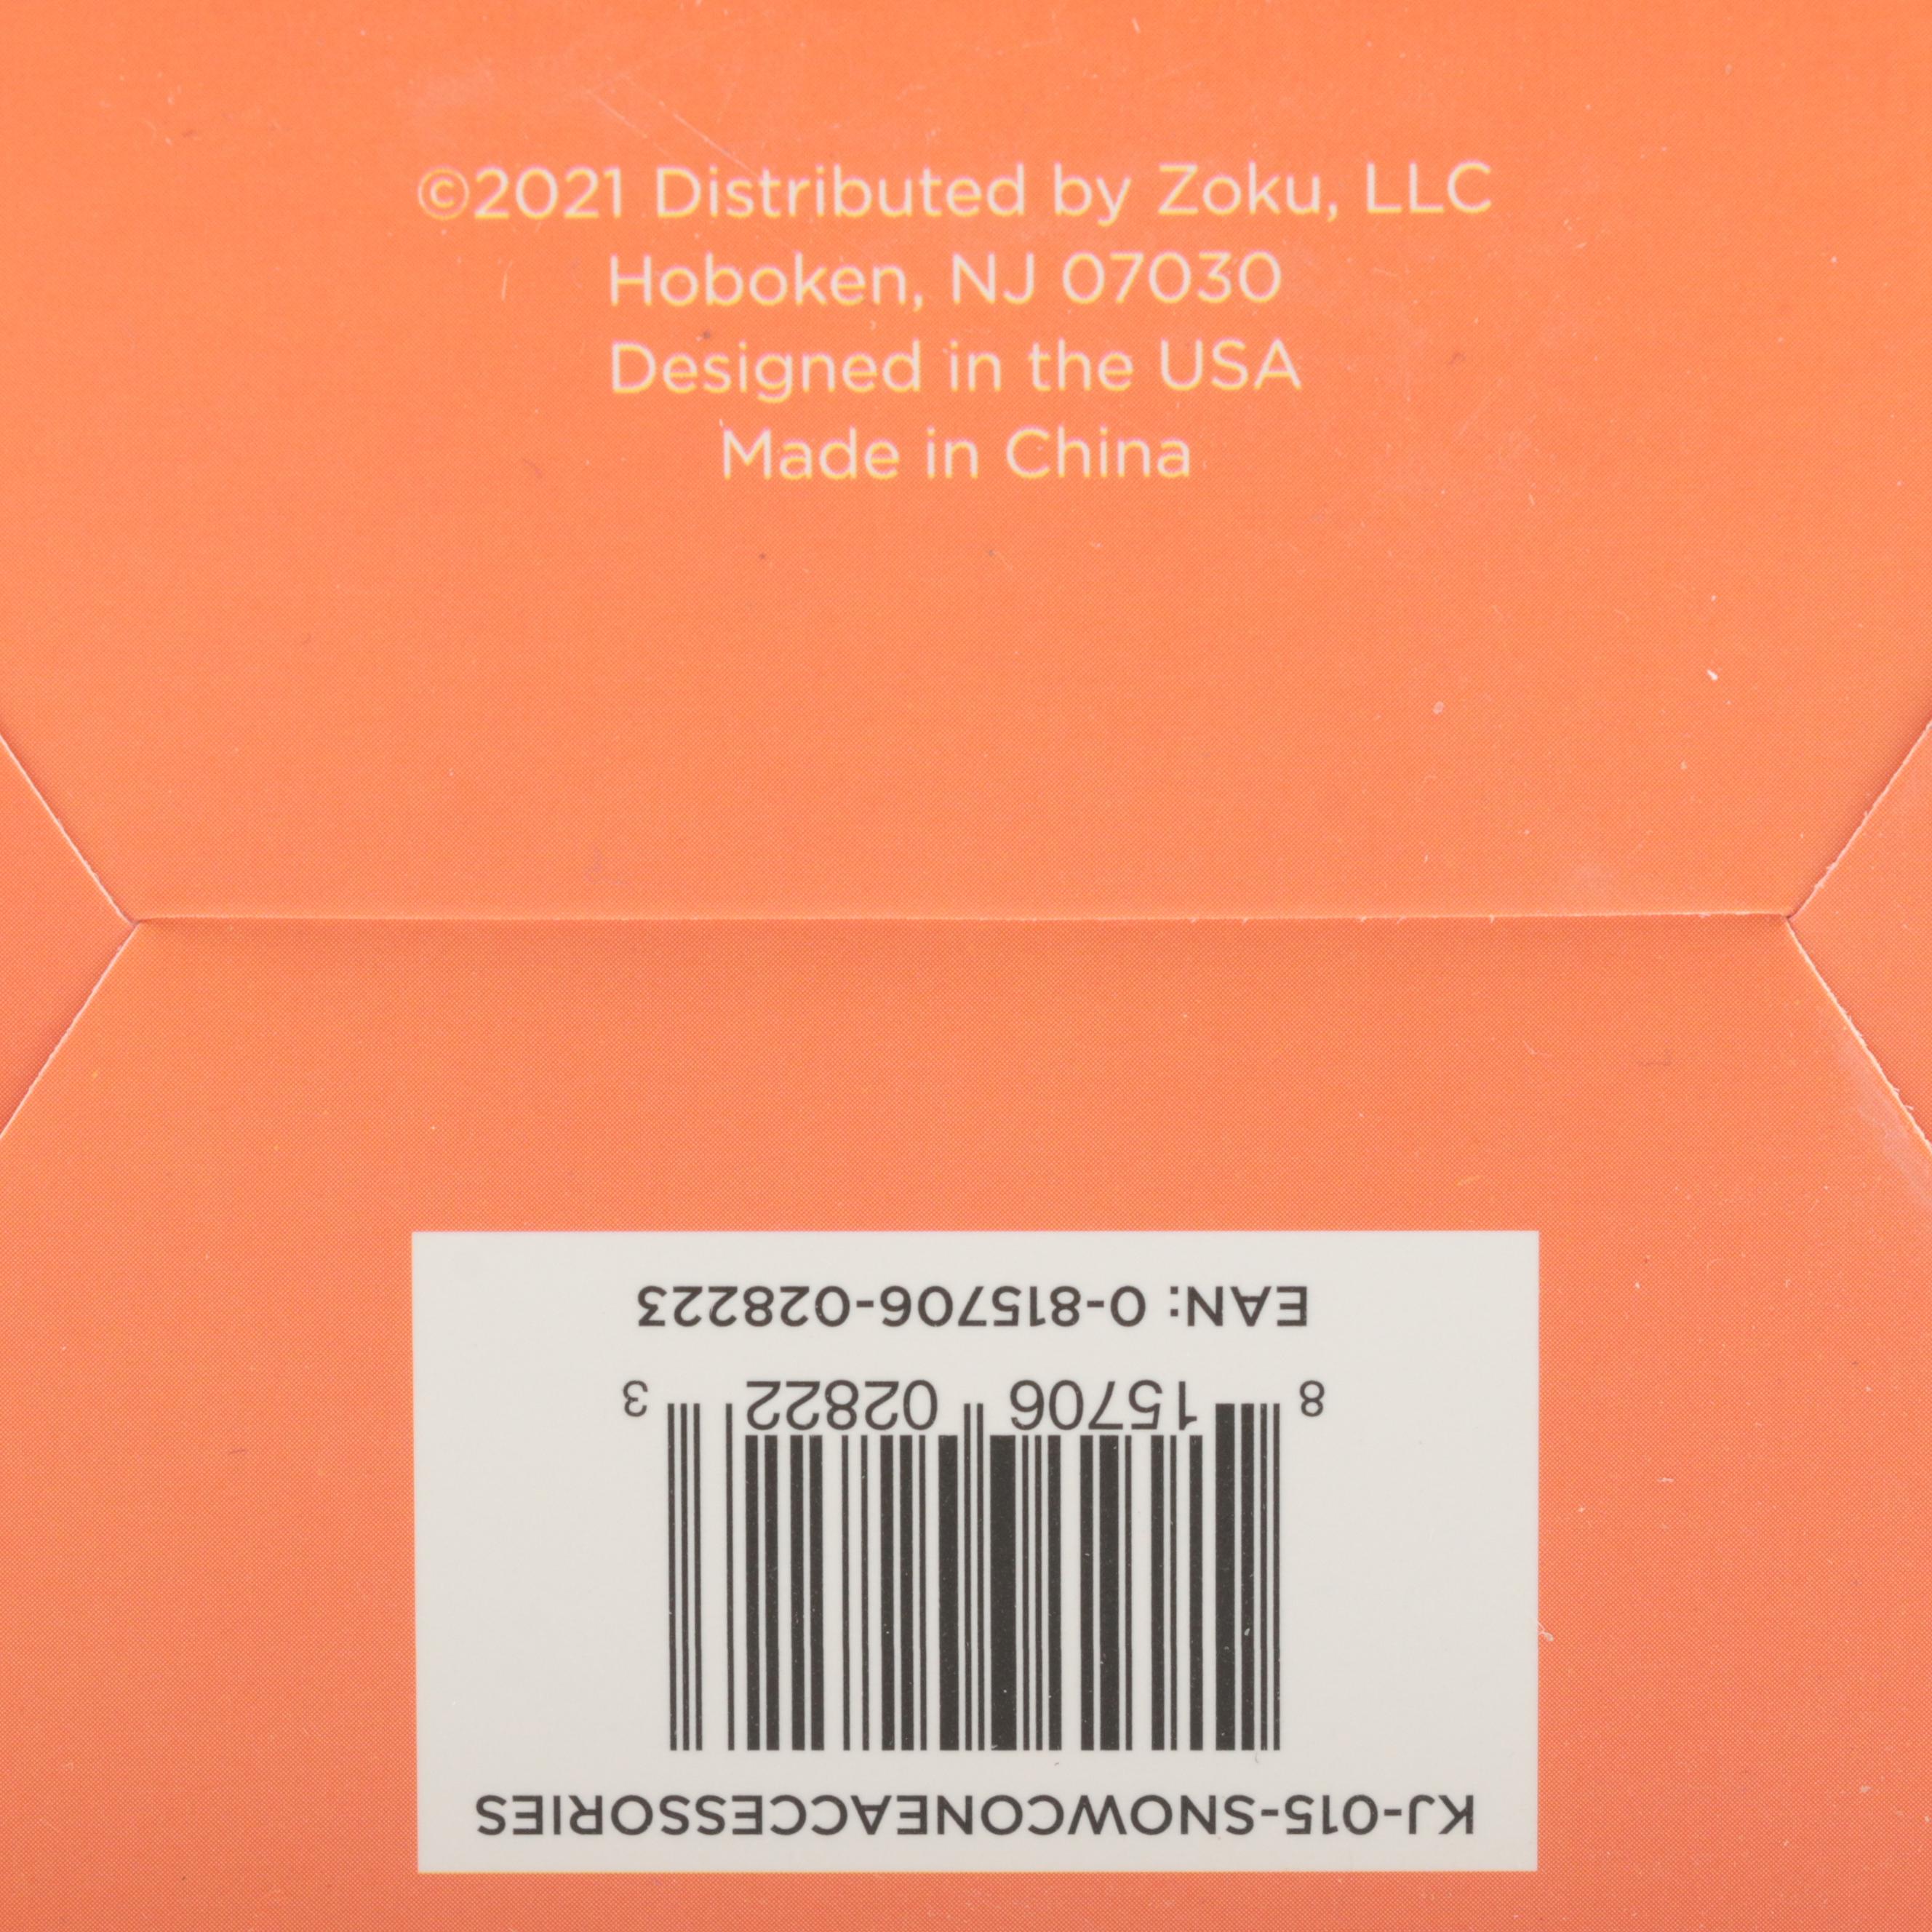 ©2021 Distributed by Zoku, LLC
Hoboken, NJ 07030
Designed in the USA
Made in China
KJ-015-SNOWCONEACCESSORIES
8 15706 02822 3
EAN: 0-815706-028223